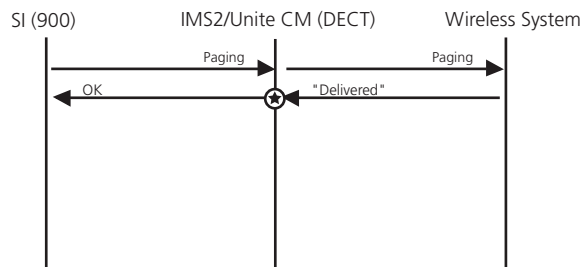 SI (900) IMS2/Unite CM (DECT) Wireless System
Paging Paging
OK "Delivered"